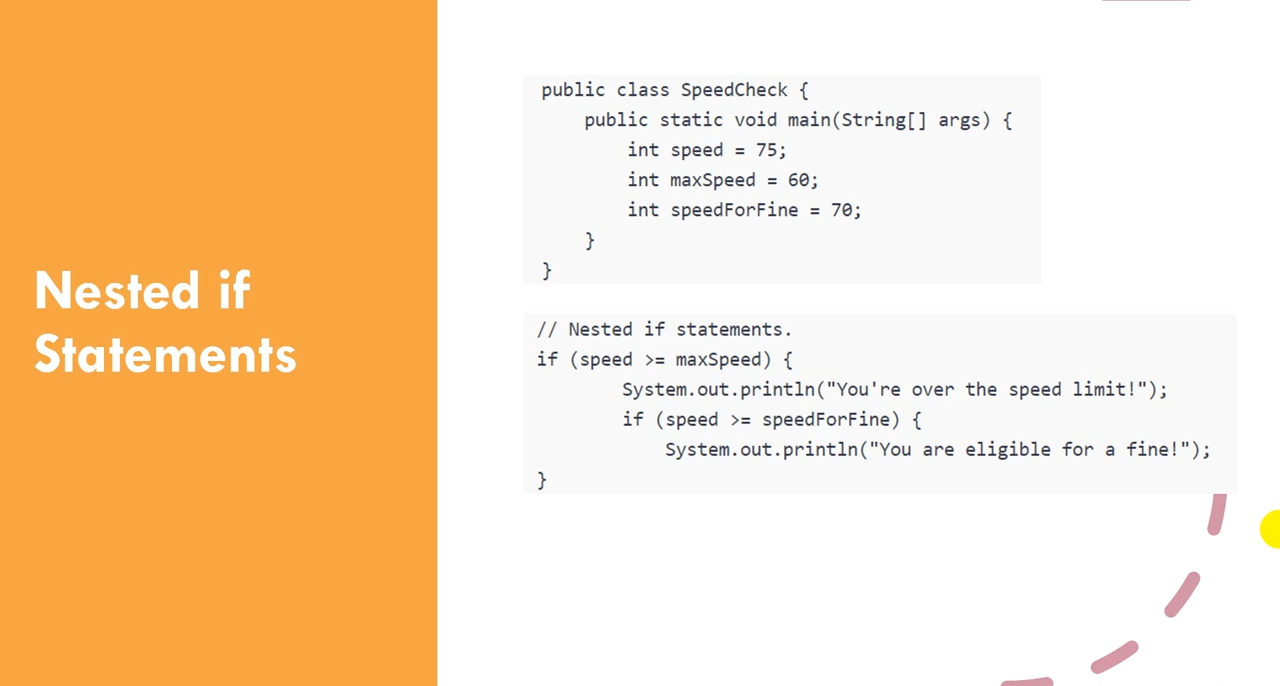 Nested if
Statements
public class SpeedCheck {
    public static void main(String[] args) {
        int speed = 75;
        int maxSpeed = 60;
        int speedForFine = 70;
    }
}
// Nested if statements.
if (speed >= maxSpeed) {
        System.out.println("You're over the speed limit!");
        if (speed >= speedForFine) {
            System.out.println("You are eligible for a fine!");
}